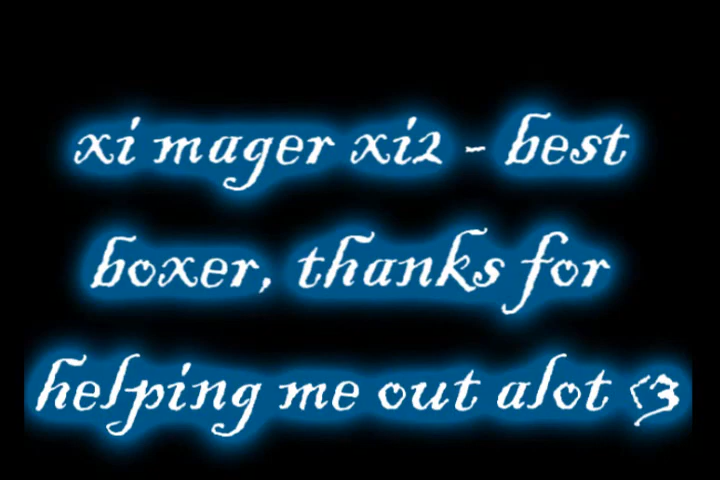 xi mager xi2 - best
boxer, thanks for
helping me out alot <3